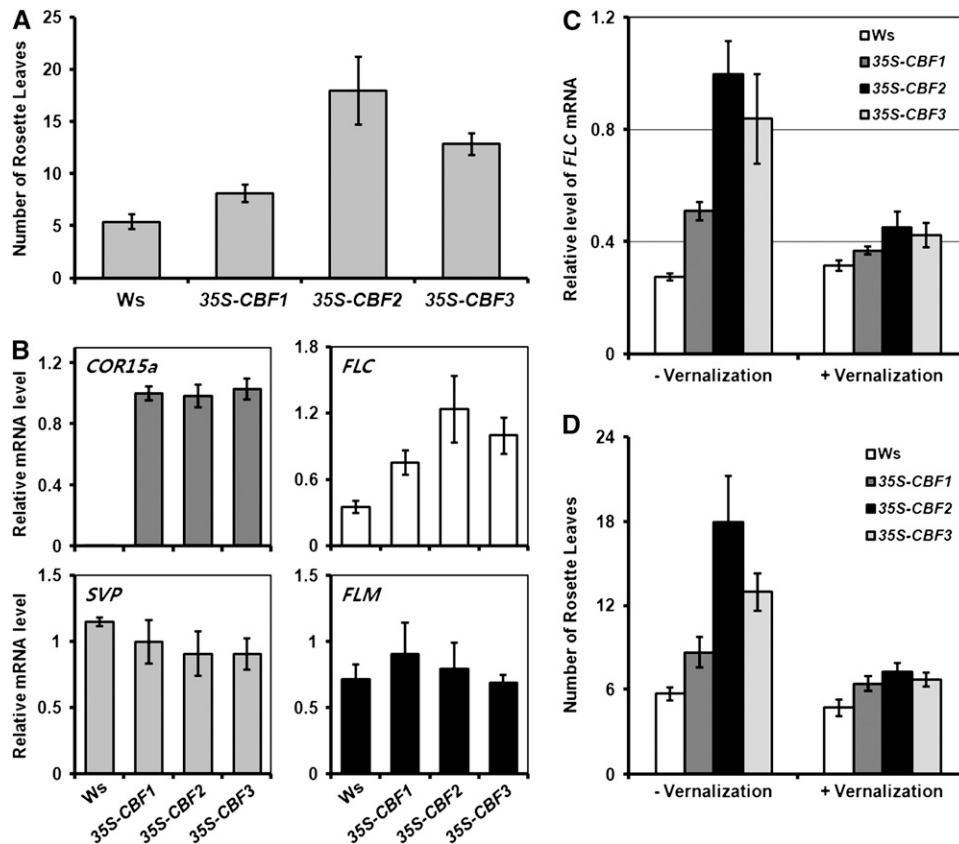 A
Number of Rosette Leaves
25
20
15
10
5
0
Ws
35S-CBF1
35S-CBF2
35S-CBF3
B
COR15a
Relative mRNA level
1.2
0.8
0.4
0
FLC
1.8
1.2
0.6
0
SVP
Relative mRNA level
1.5
1
0.5
0
Ws
35S-CBF1
35S-CBF2
35S-CBF3
FLM
1.5
1
0.5
0
Ws
35S-CBF1
35S-CBF2
35S-CBF3
C
Relative level of FLC mRNA
1.2
0.8
0.4
0
Ws
35S-CBF1
35S-CBF2
35S-CBF3
- Vernalization
+ Vernalization
D
Number of Rosette Leaves
24
18
12
6
0
Ws
35S-CBF1
35S-CBF2
35S-CBF3
- Vernalization
+ Vernalization